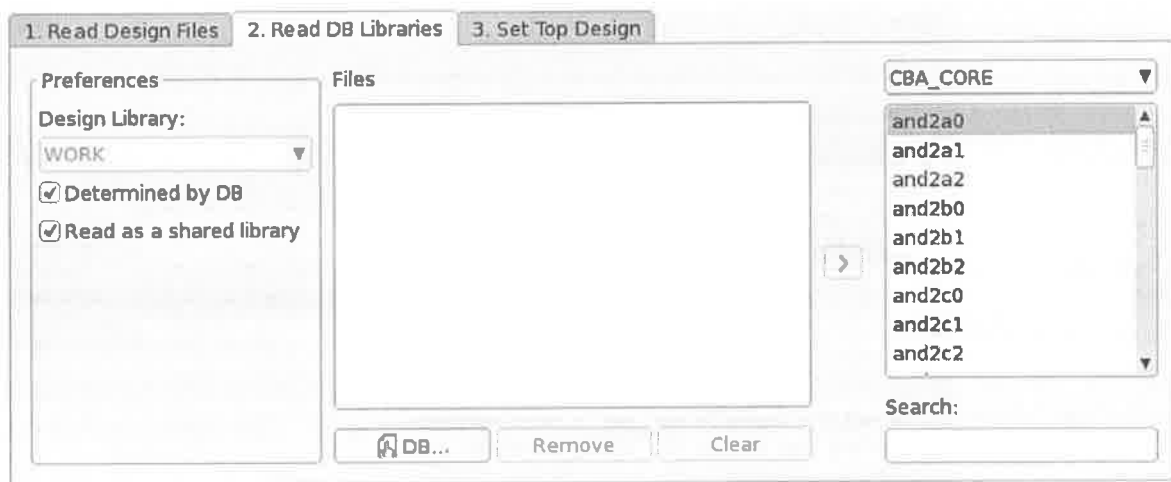 1. Read Design Files
2. Read DB Libraries
3. Set Top Design
Preferences
Design Library:
WORK
Determined by DB
Read as a shared library
Files
DB...
Remove
Clear
CBA_CORE
and2a0
and2a1
and2a2
and2b0
and2b1
and2b2
and2c0
and2c1
and2c2
Search: